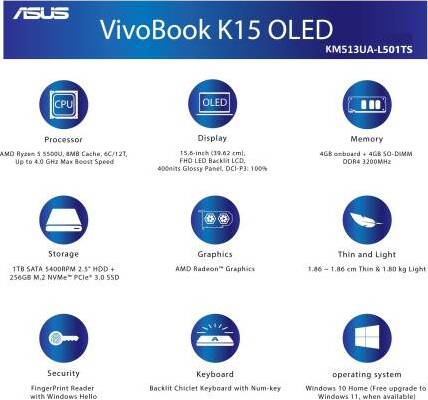 ASUS
VivoBook K15 OLED
KM513UA-L501TS
CPU
OLED
Processor
Display
Memory
AMD Ryzen 5 5500U, 8MB Cache, 6C/12T,
Up to 4.0 GHz Max Boost Speed
15.6-inch (39.62 cm),
FHD LED Backlit LCD,
400nits Glossy Panel, DCI-P3: 100%
4GB onboard + 4GB SO-DIMM
DDR4 3200MHz
Storage
Graphics
Thin and Light
1TB SATA 5400RPM 2.5" HDD +
256GB M.2 NVMe™ PCIe® 3.0 SSD
AMD Radeon™ Graphics
1.86 ~ 1.86 cm Thin & 1.80 kg Light
Security
Keyboard
operating system
FingerPrint Reader
with Windows Hello
Backlit Chiclet Keyboard with Num-key
Windows 10 Home (Free upgrade to
Windows 11, when available)